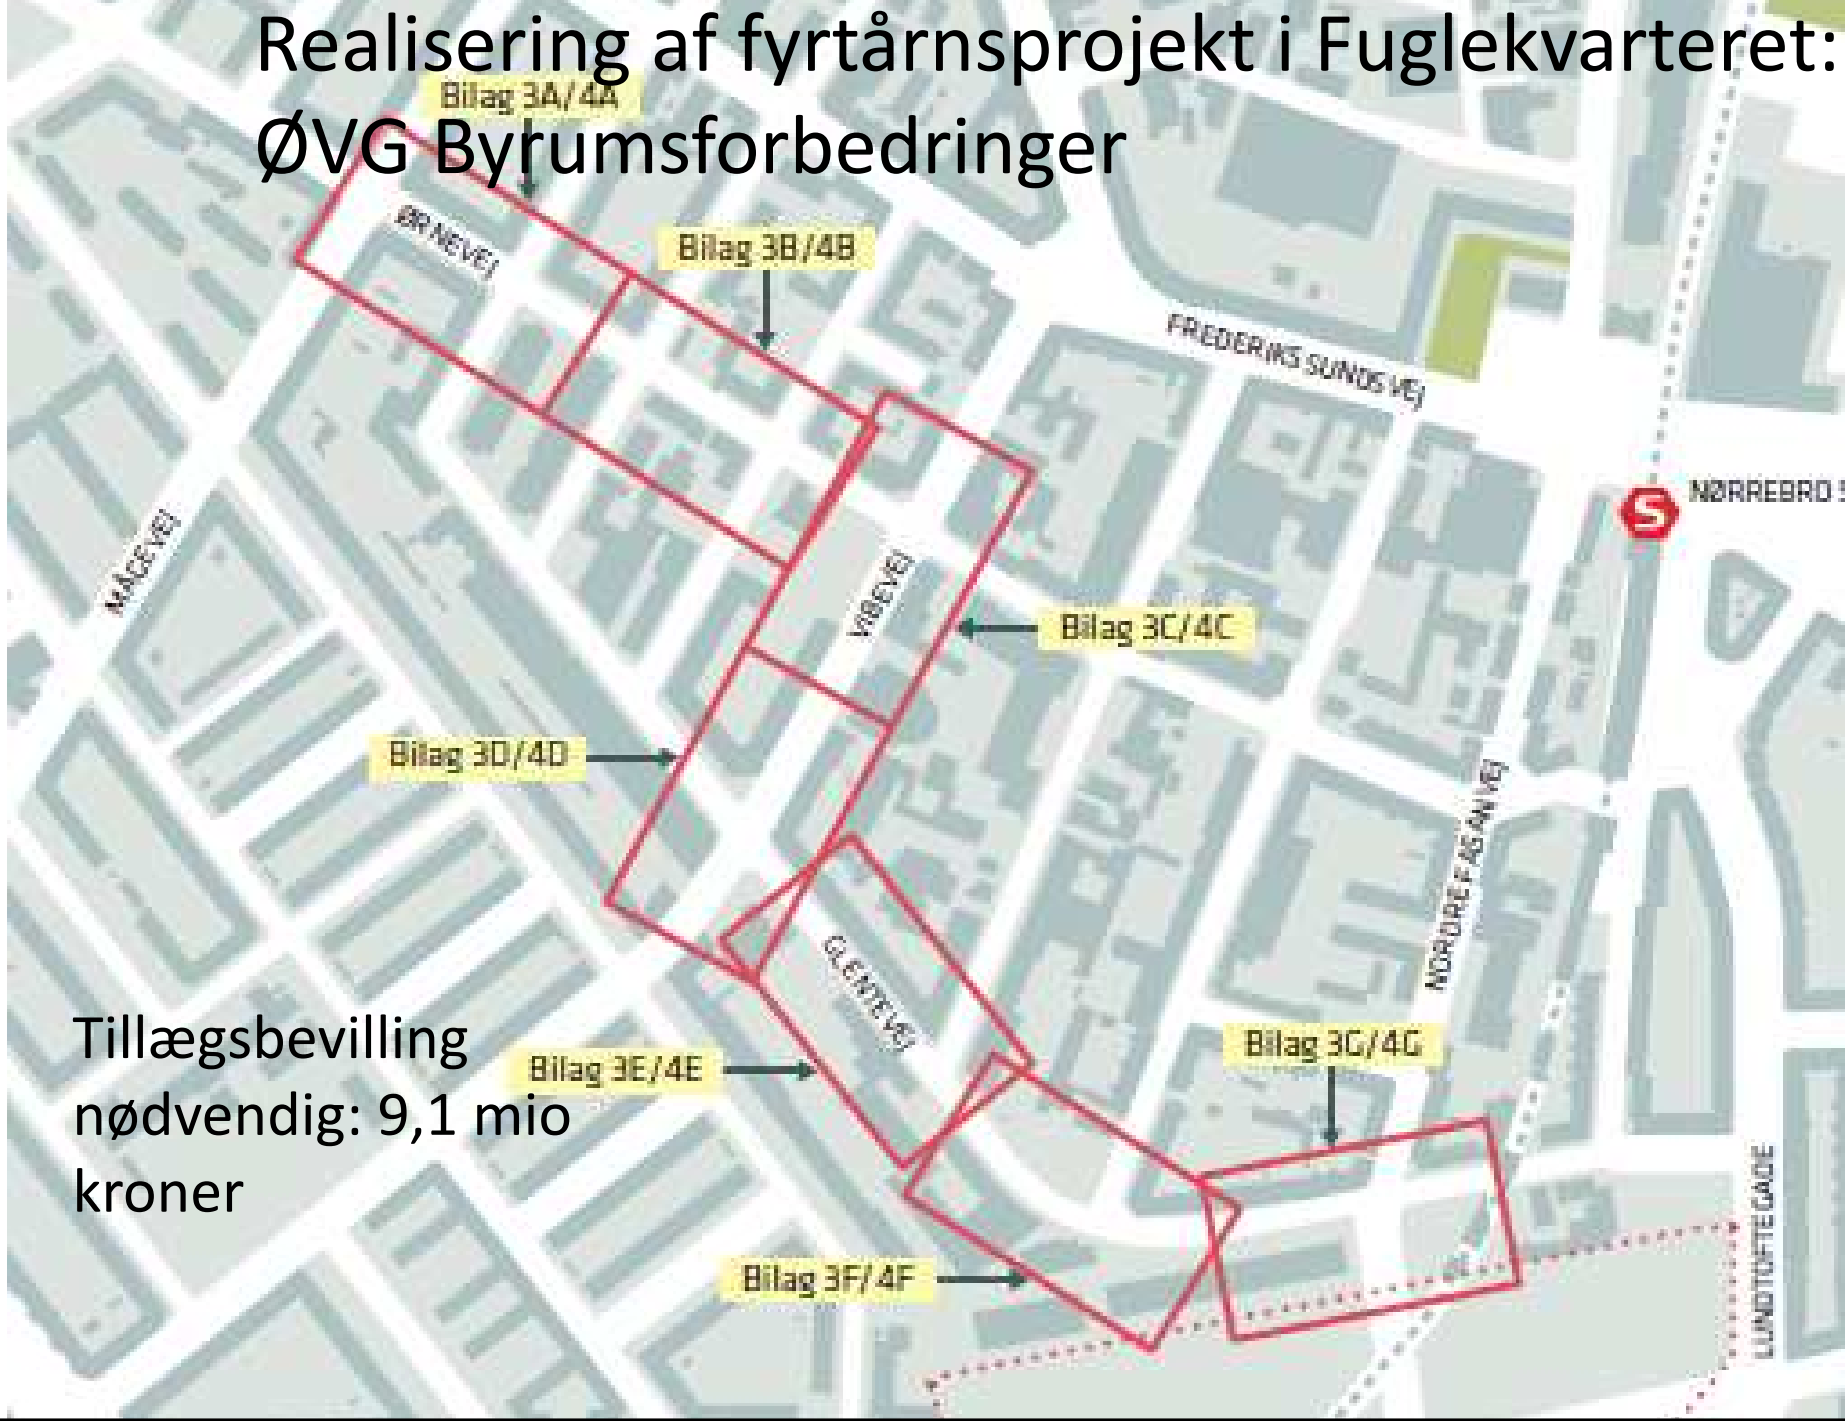 Realisering af fyrtårnsprojekt i Fuglekvarteret:
Bilag 3A/4A
ØVG Byrumsforbedringer
ØRNEVEJ
Bilag 3B/4B
FREDERIKSSUNDSVEJ
NØRREBRO S
S
MÅGEVEJ
VIBEVEJ
Bilag 3C/4C
Bilag 3D/4D
NORDRE FASANVEJ
GLENTEVEJ
Tillægsbevilling
nødvendig: 9,1 mio
kroner
Bilag 3E/4E
Bilag 3G/4G
LUNDTOFTEGADE
Bilag 3F/4F